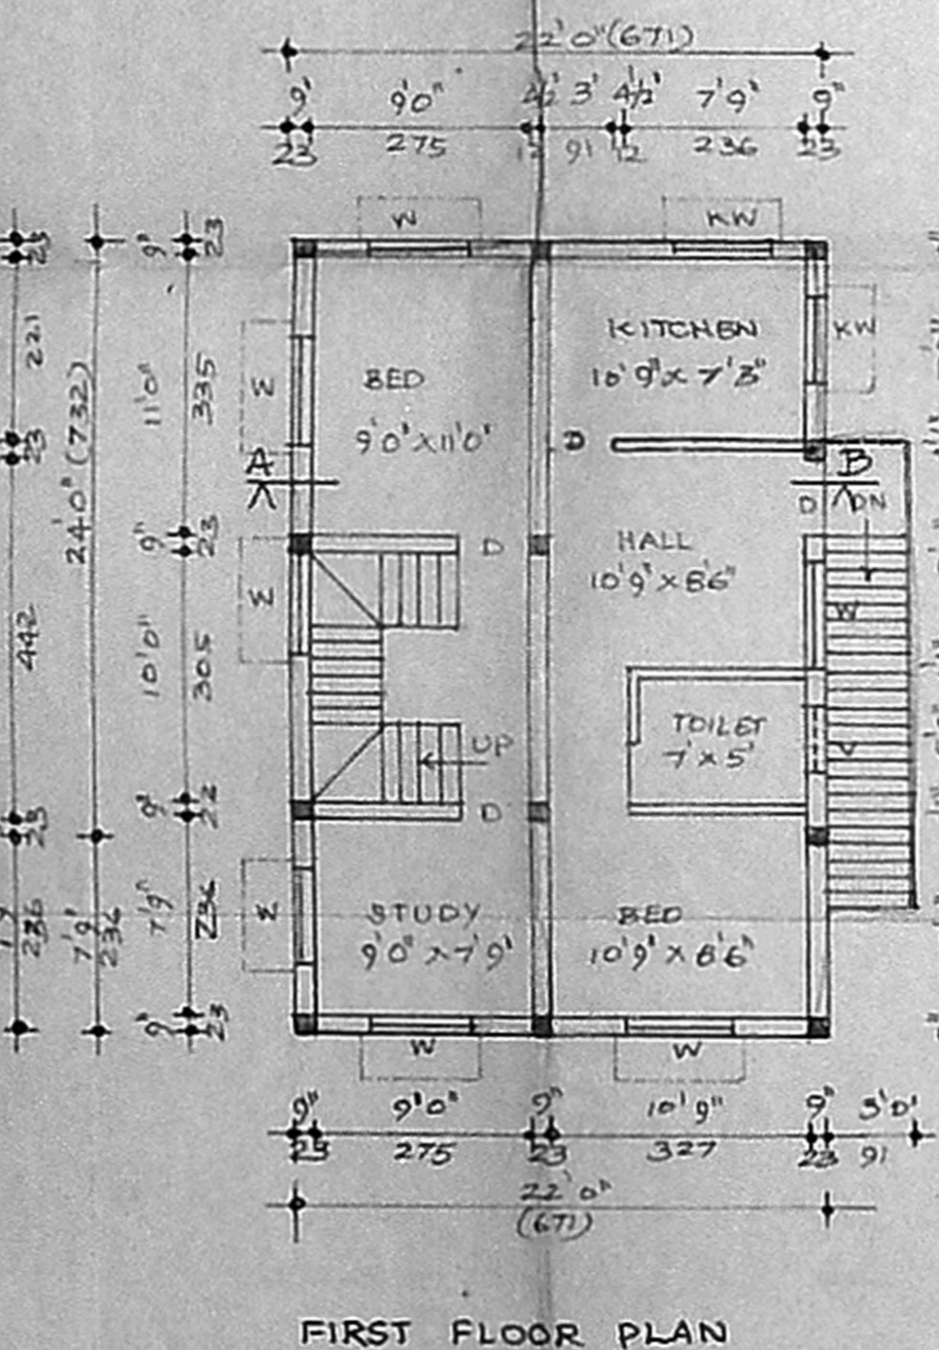 22'0"(671)
9" 9'0" 4½" 3' 4½" 7'9" 9"
23 275 12 91 12 236 23
W KW
9" 23
23
221
11'0" 335
24'0" (732)
KITCHEN
10'9" x 7'3"
KW
BED
9'0" x 11'0"
W
D
23
A B
D DN
9" 23
D
HALL
10'9" x 8'6"
W
W
442
10'0" 305
TOILET
7' x 5'
UP
V
23
9" 22
D
7'9" 236
7'9" 236
236
W
STUDY
9'0" x 7'9"
BED
10'9" x 8'6"
9" 23
W W
9" 9'0" 9" 10'9" 9" 3'0"
23 275 23 327 23 91
22'0"
(671)
FIRST FLOOR PLAN